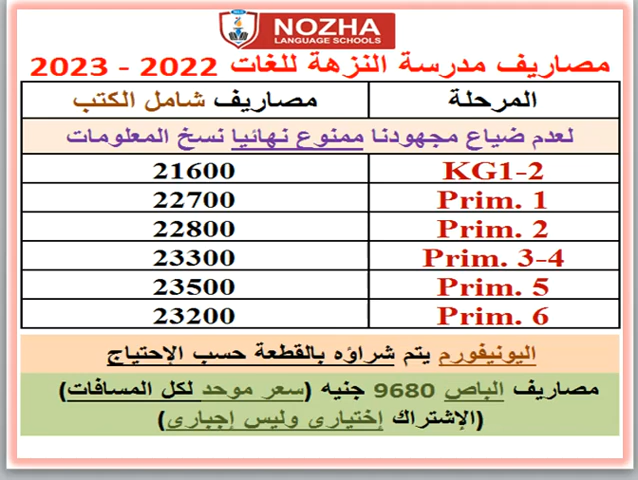 NOZHA
LANGUAGE SCHOOLS
مصاريف مدرسة النزهة للغات 2022 - 2023
المرحلة مصاريف شامل الكتب
لعدم ضياع مجهودنا ممنوع نهائيا نسخ المعلومات
KG1-2 21600
Prim. 1 22700
Prim. 2 22800
Prim. 3-4 23300
Prim. 5 23500
Prim. 6 23200
اليونيفورم يتم شراؤه بالقطعة حسب الإحتياج
مصاريف الباص 9680 جنيه (سعر موحد لكل المسافات)
(الإشتراك إختيارى وليس إجبارى)